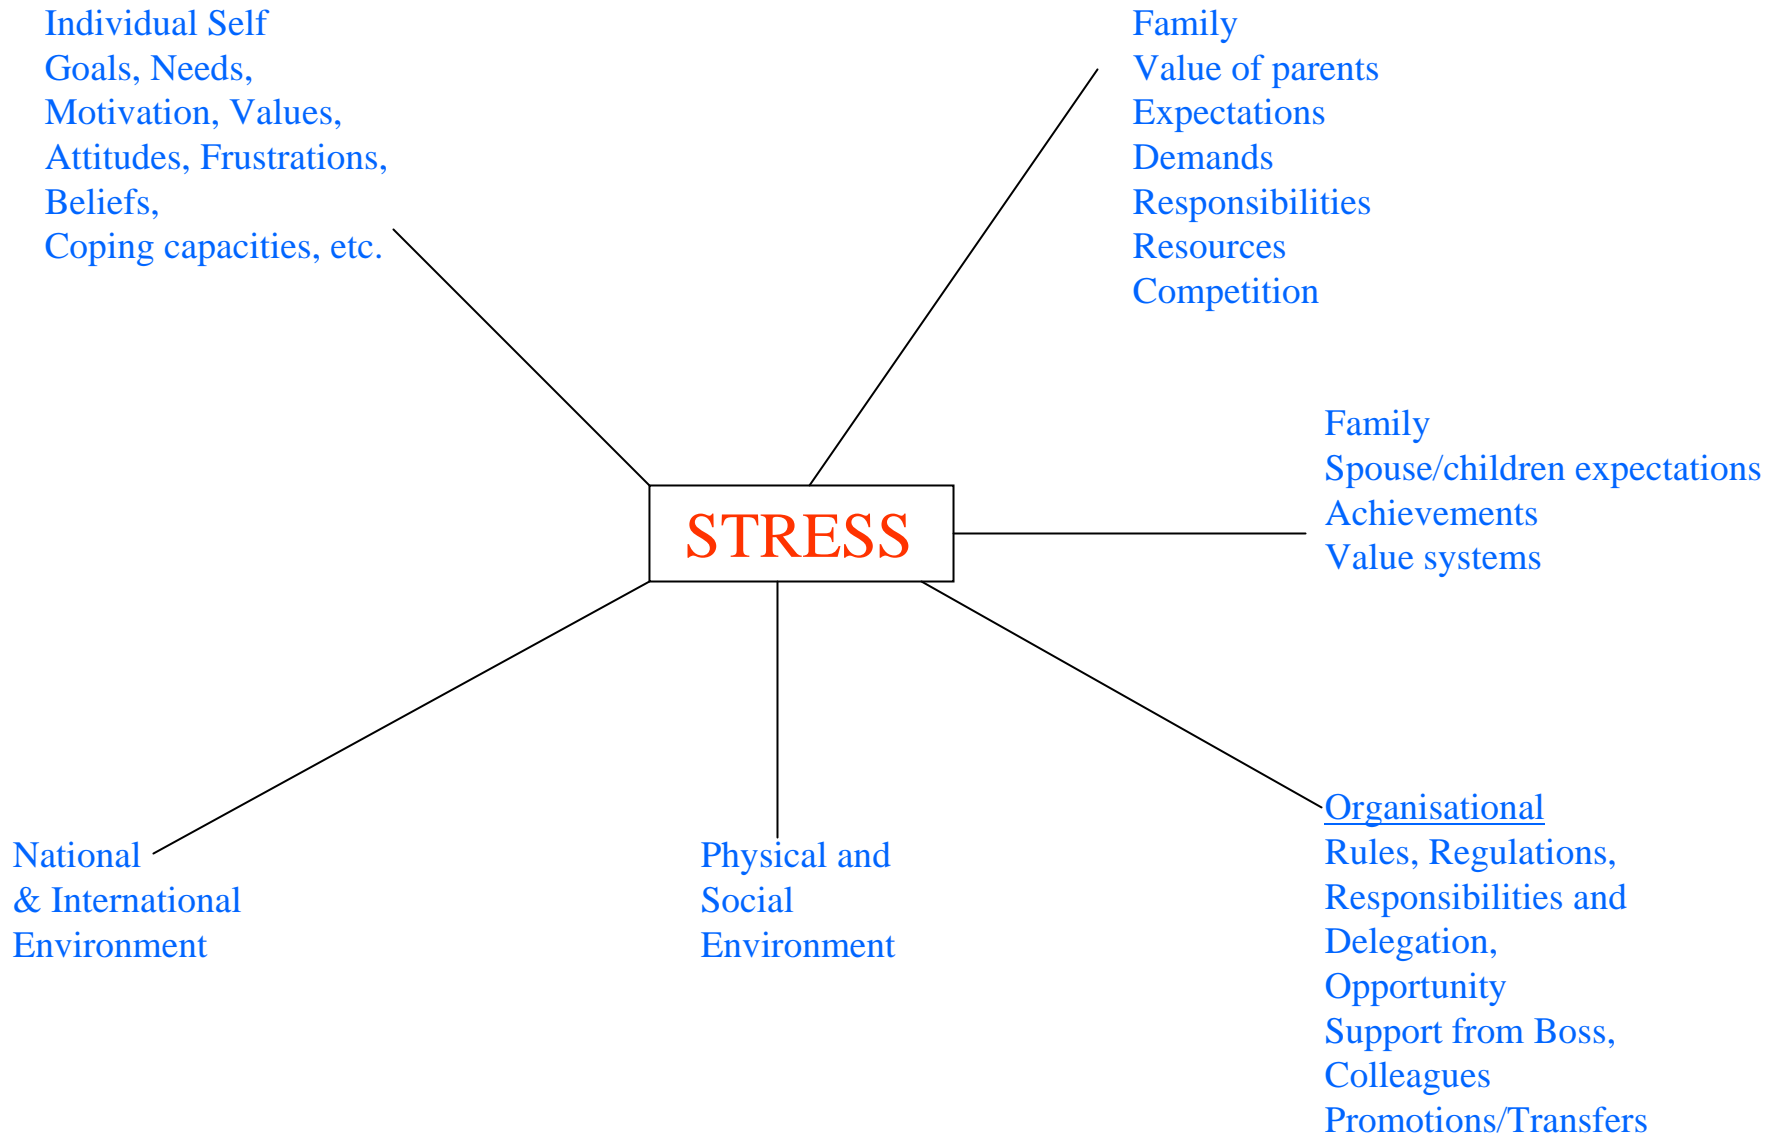 Individual Self
Goals, Needs,
Motivation, Values,
Attitudes, Frustrations,
Beliefs,
Coping capacities, etc.
Family
Value of parents
Expectations
Demands
Responsibilities
Resources
Competition
Family
Spouse/children expectations
Achievements
Value systems
STRESS
National
& International
Environment
Physical and
Social
Environment
Organisational
Rules, Regulations,
Responsibilities and
Delegation,
Opportunity
Support from Boss,
Colleagues
Promotions/Transfers